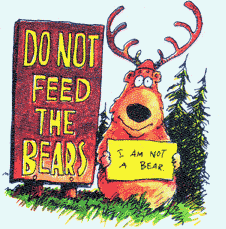 DO NOT
FEED
THE
BEARS
I AM NOT
A BEAR.